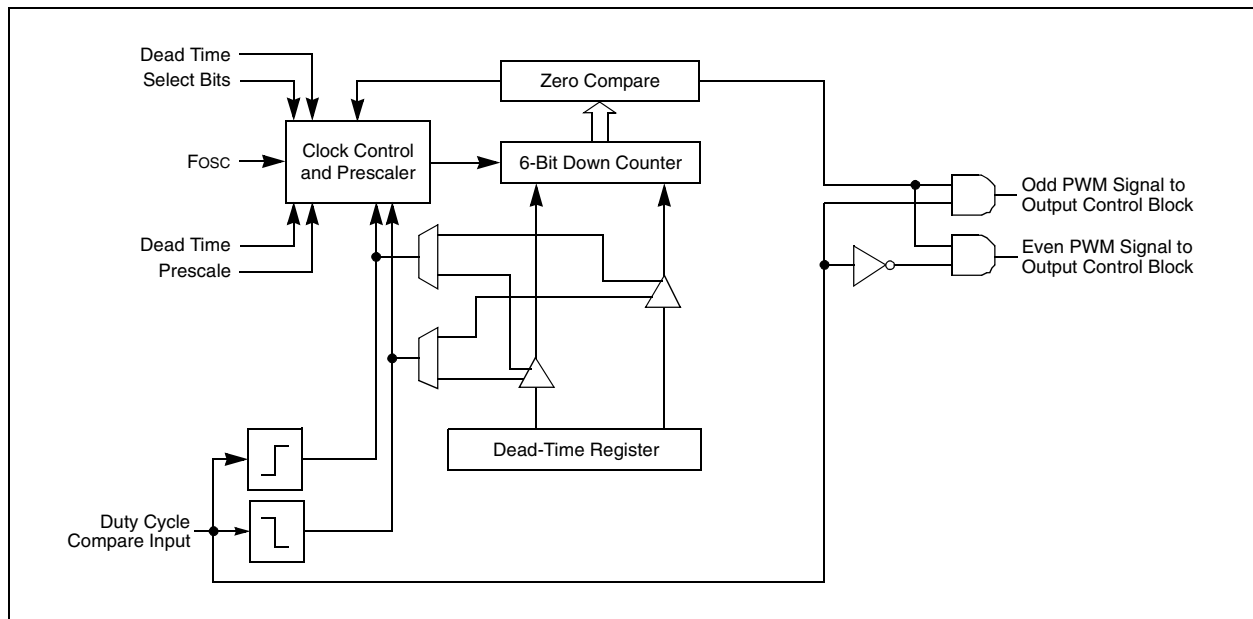 Dead Time
Select Bits
Zero Compare
Clock Control
and Prescaler
6-Bit Down Counter
FOSC
Odd PWM Signal to
Output Control Block
Dead Time
Prescale
Even PWM Signal to
Output Control Block
Dead-Time Register
Duty Cycle
Compare Input